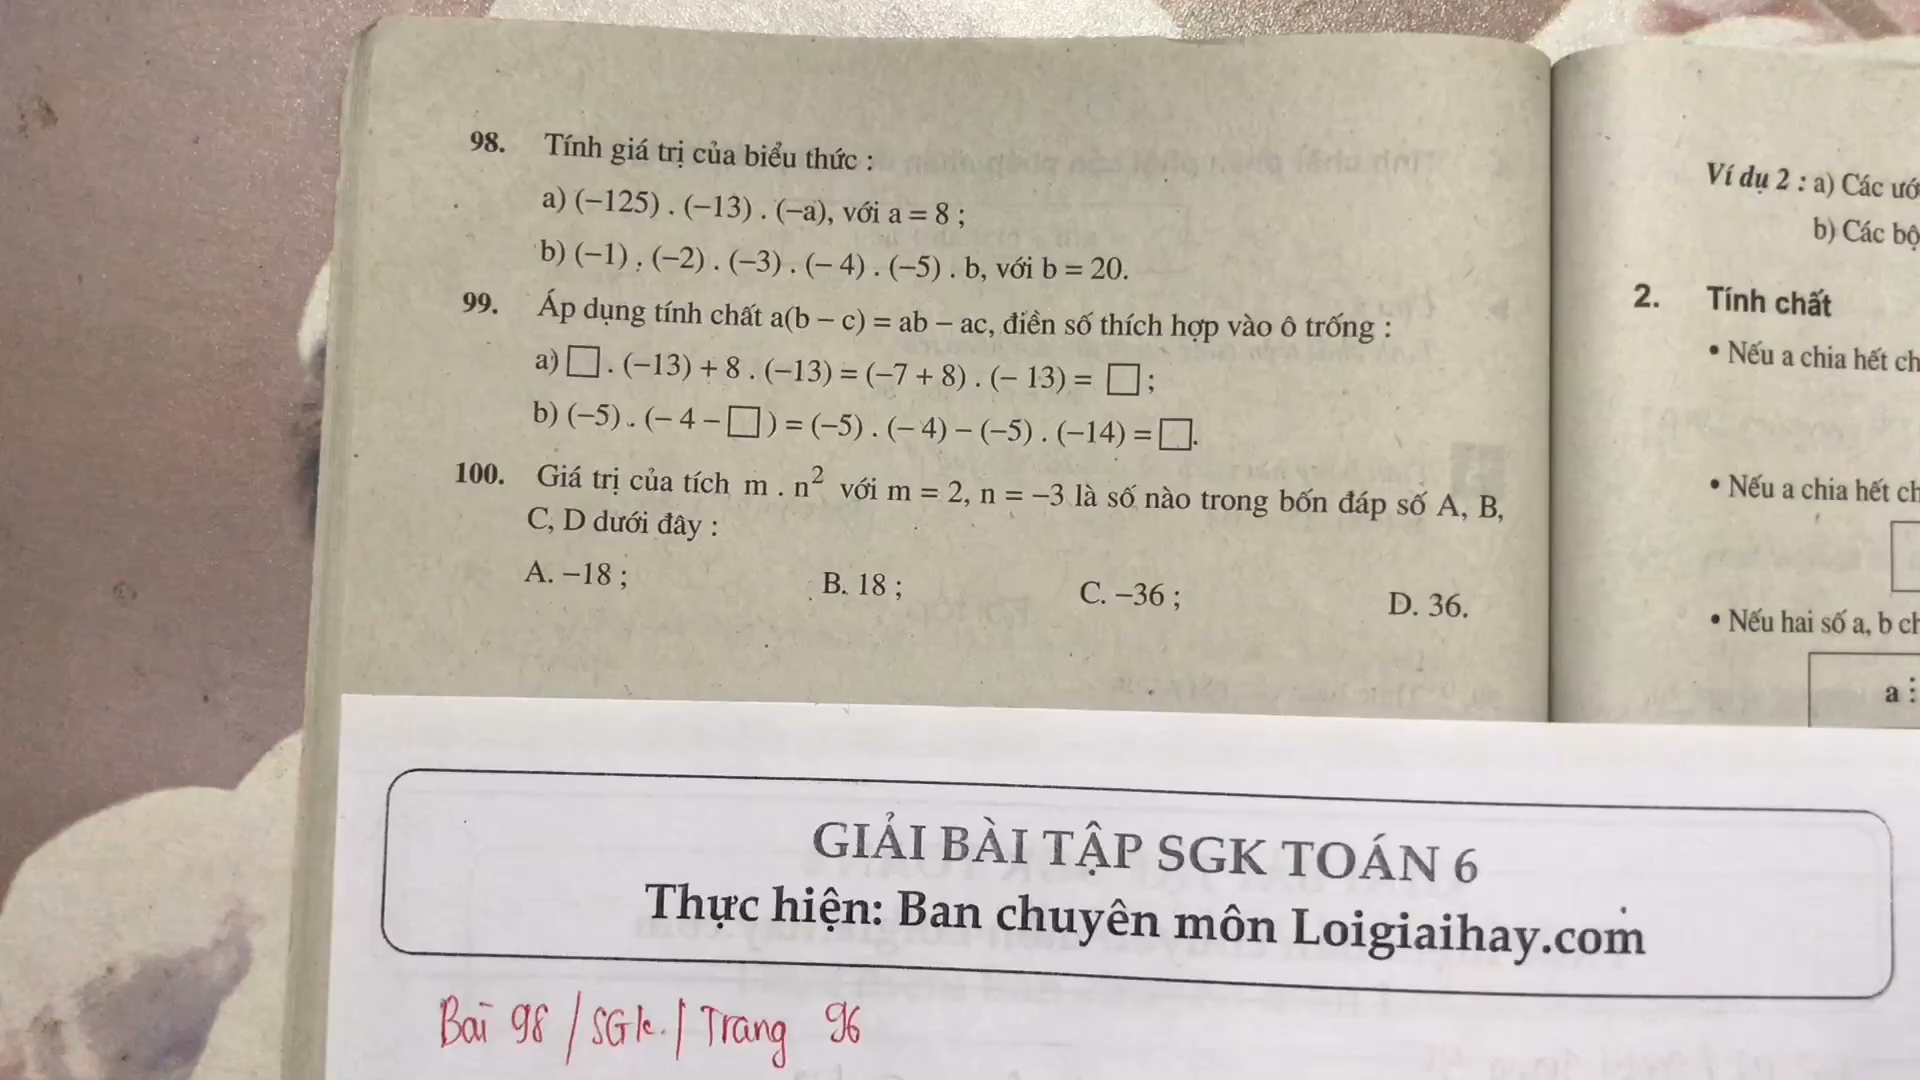 98. Tính giá trị của biểu thức :
a) (−125) . (−13) . (−a), với a = 8 ;
b) (−1) . (−2) . (−3) . (− 4) . (−5) . b, với b = 20.
99. Áp dụng tính chất a(b − c) = ab − ac, điền số thích hợp vào ô trống :
a) □ . (−13) + 8 . (−13) = (−7 + 8) . (− 13) = □ ;
b) (−5) . (− 4 − □ ) = (−5) . (− 4) − (−5) . (−14) = □.
100. Giá trị của tích m . n² với m = 2, n = −3 là số nào trong bốn đáp số A, B,
C, D dưới đây :
A. −18 ; B. 18 ; C. −36 ; D. 36.
Ví dụ 2 : a) Các ướ
b) Các bộ
2. Tính chất
• Nếu a chia hết ch
• Nếu a chia hết ch
• Nếu hai số a, b ch
a ⋮
GIẢI BÀI TẬP SGK TOÁN 6
Thực hiện: Ban chuyên môn Loigiaihay.com
Bài 98 / SGk. / Trang 96